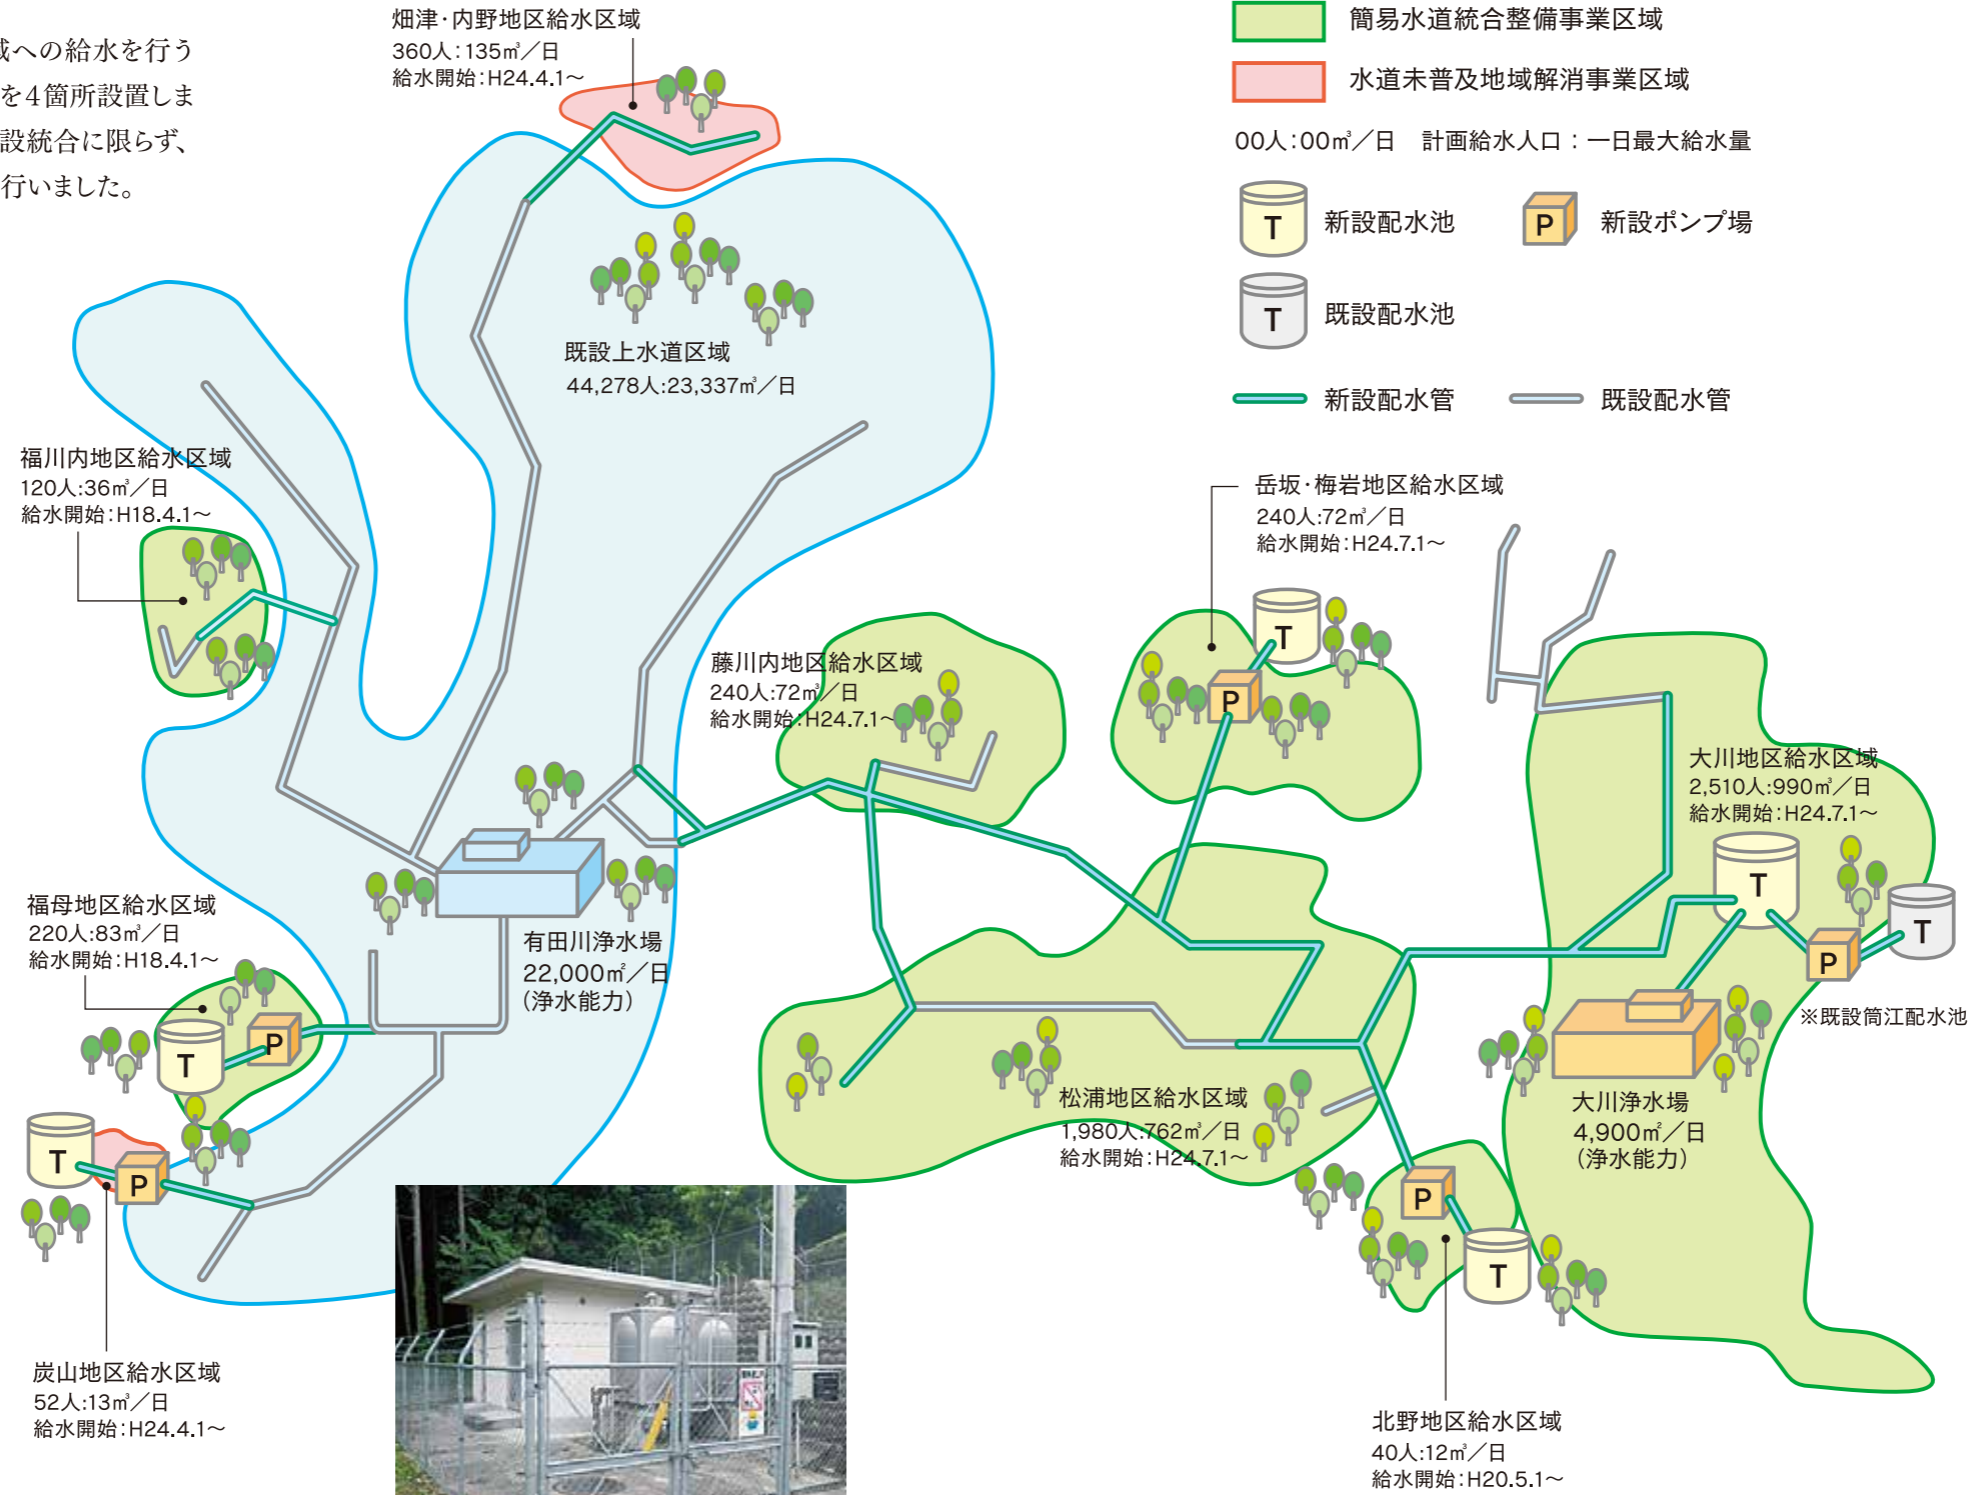 域への給水を行う
を4箇所設置しま
設統合に限らず、
行いました。
畑津・内野地区給水区域
360人：135㎥／日
給水開始：H24.4.1～
簡易水道統合整備事業区域
水道未普及地域解消事業区域
00人：00㎥／日　計画給水人口：一日最大給水量
T 新設配水池
P 新設ポンプ場
T 既設配水池
新設配水管
既設配水管
既設上水道区域
44,278人:23,337㎥／日
福川内地区給水区域
120人:36㎥／日
給水開始：H18.4.1～
岳坂・梅岩地区給水区域
240人:72㎥／日
給水開始：H24.7.1～
T
P
藤川内地区給水区域
240人:72㎥／日
給水開始：H24.7.1～
大川地区給水区域
2,510人:990㎥／日
給水開始：H24.7.1～
T
T
P
※既設筒江配水池
福母地区給水区域
220人:83㎥／日
給水開始：H18.4.1～
P
T
有田川浄水場
22,000㎥／日
（浄水能力）
松浦地区給水区域
1,980人:762㎥／日
給水開始：H24.7.1～
大川浄水場
4,900㎥／日
（浄水能力）
T
P
P
T
炭山地区給水区域
52人:13㎥／日
給水開始：H24.4.1～
北野地区給水区域
40人:12㎥／日
給水開始：H20.5.1～